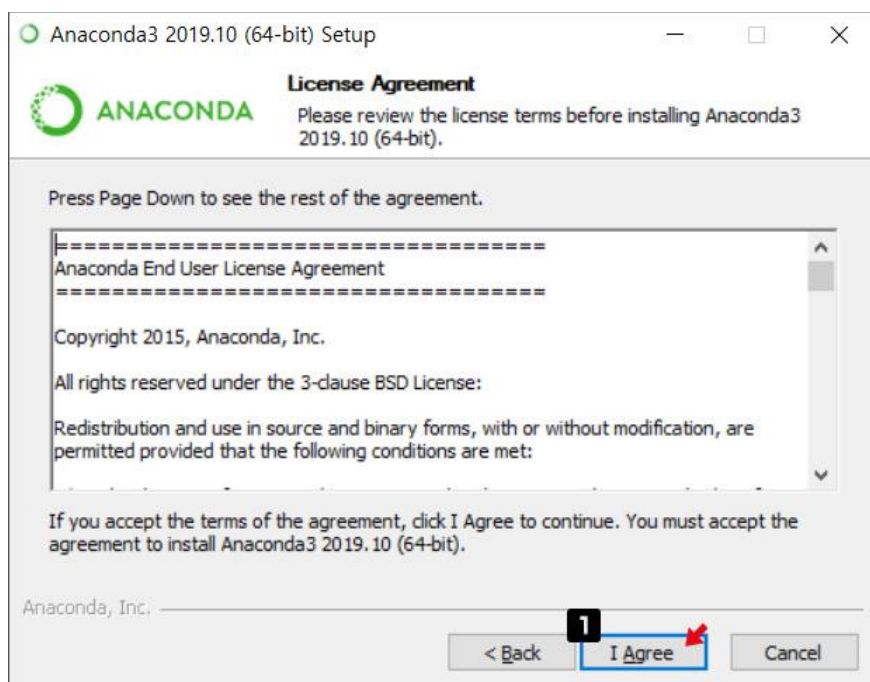 Anaconda3 2019.10 (64-bit) Setup
ANACONDA
License Agreement
Please review the license terms before installing Anaconda3
2019.10 (64-bit).
Press Page Down to see the rest of the agreement.
===================================
Anaconda End User License Agreement
===================================
Copyright 2015, Anaconda, Inc.
All rights reserved under the 3-clause BSD License:
Redistribution and use in source and binary forms, with or without modification, are
permitted provided that the following conditions are met:
If you accept the terms of the agreement, click I Agree to continue. You must accept the
agreement to install Anaconda3 2019.10 (64-bit).
Anaconda, Inc.
1
< Back
I Agree
Cancel